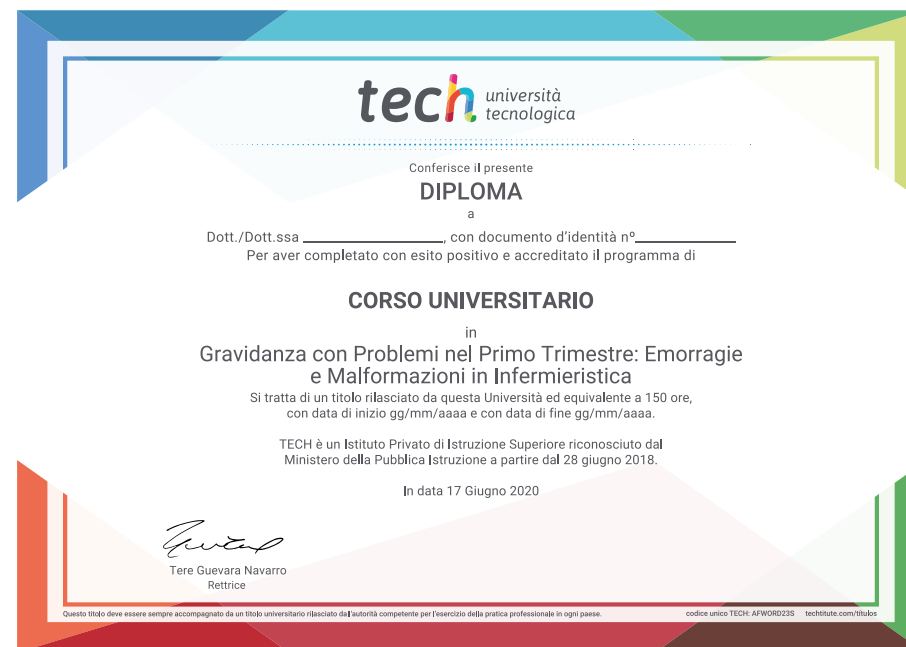 tech università
tecnologica
Conferisce il presente
DIPLOMA
a
Dott./Dott.ssa ____________________, con documento d'identità nº______________
Per aver completato con esito positivo e accreditato il programma di
CORSO UNIVERSITARIO
in
Gravidanza con Problemi nel Primo Trimestre: Emorragie
e Malformazioni in Infermieristica
Si tratta di un titolo rilasciato da questa Università ed equivalente a 150 ore,
con data di inizio gg/mm/aaaa e con data di fine gg/mm/aaaa.
TECH è un Istituto Privato di Istruzione Superiore riconosciuto dal
Ministero della Pubblica Istruzione a partire dal 28 giugno 2018.
In data 17 Giugno 2020
Tere Guevara Navarro
Rettrice
Questo titolo deve essere sempre accompagnato da un titolo universitario rilasciato dall'autorità competente per l'esercizio della pratica professionale in ogni paese. codice unico TECH: AFWORD23S techtitute.com/titulos